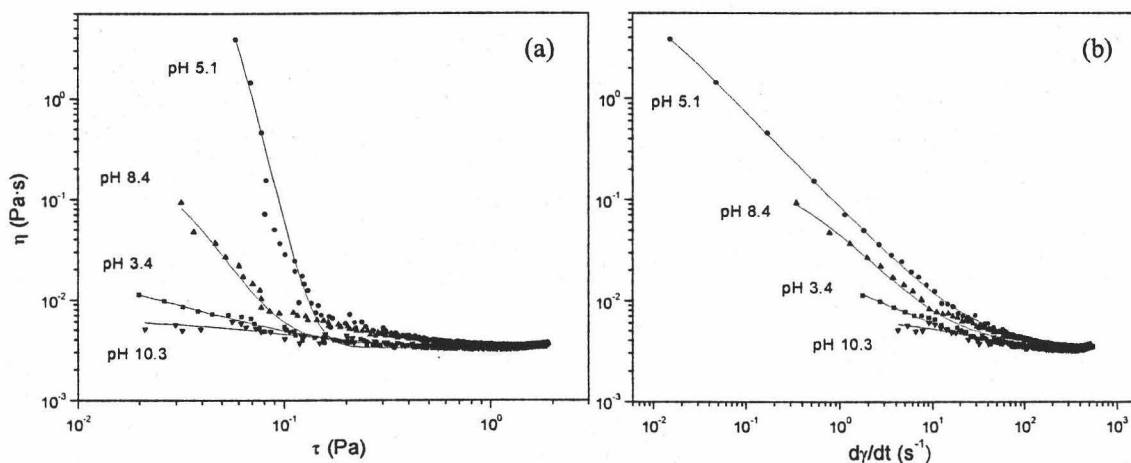 (a)
pH 5.1
pH 8.4
pH 3.4
pH 10.3
η (Pa·s)
10⁰
10⁻¹
10⁻²
10⁻³
10⁻²
10⁻¹
10⁰
τ (Pa)
(b)
pH 5.1
pH 8.4
pH 3.4
pH 10.3
10⁰
10⁻¹
10⁻²
10⁻³
10⁻²
10⁻¹
10⁰
10¹
10²
10³
dγ/dt (s⁻¹)